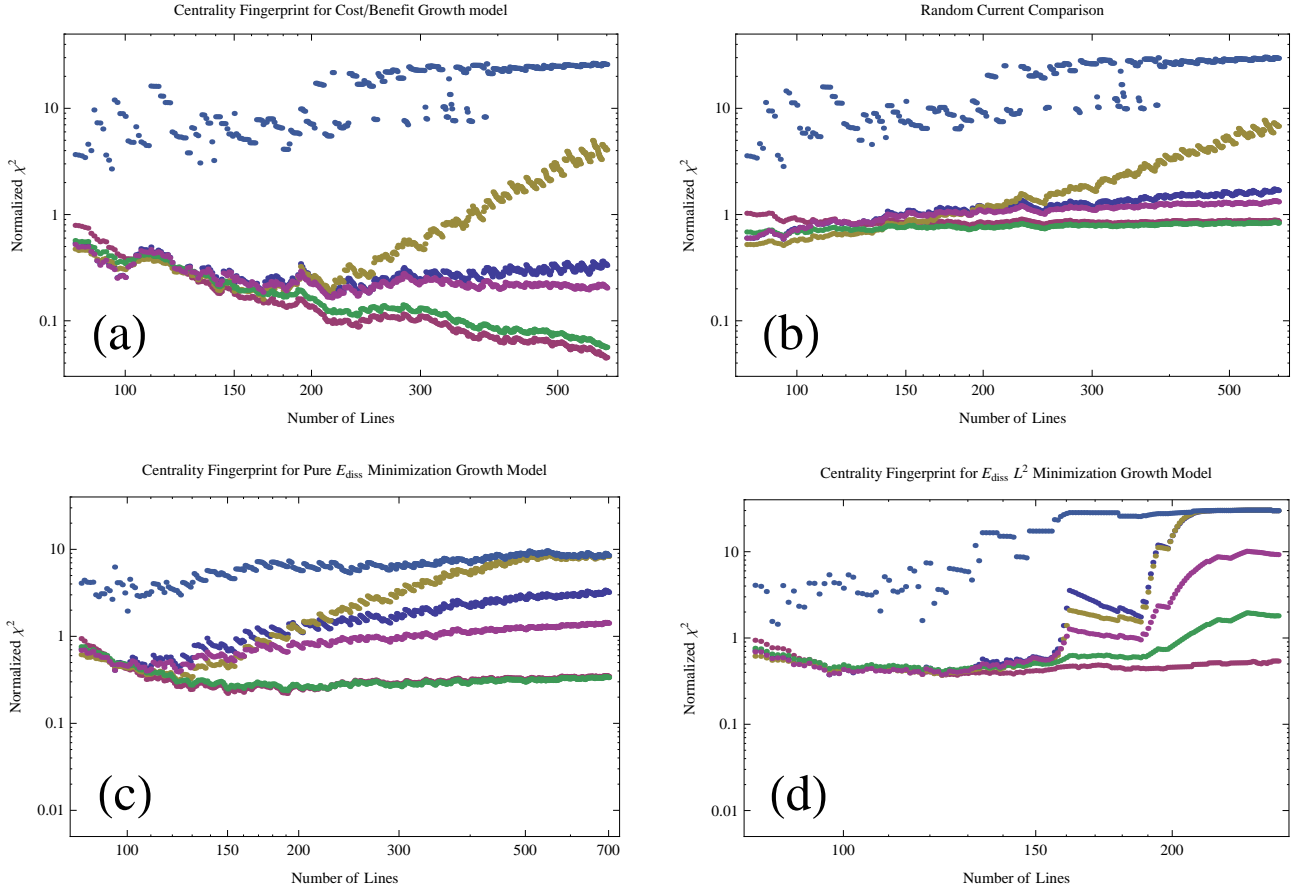 Centrality Fingerprint for Cost/Benefit Growth model
Normalized χ²
10
1
0.1
(a)
100 150 200 300 500
Number of Lines
Random Current Comparison
Normalized χ²
10
1
0.1
(b)
100 150 200 300 500
Number of Lines
Centrality Fingerprint for Pure E_diss Minimization Growth Model
Normalized χ²
10
1
0.1
0.01
(c)
100 150 200 300 500 700
Number of Lines
Centrality Fingerprint for E_diss L² Minimization Growth Model
Normalized χ²
10
1
0.1
0.01
(d)
100 150 200
Number of Lines